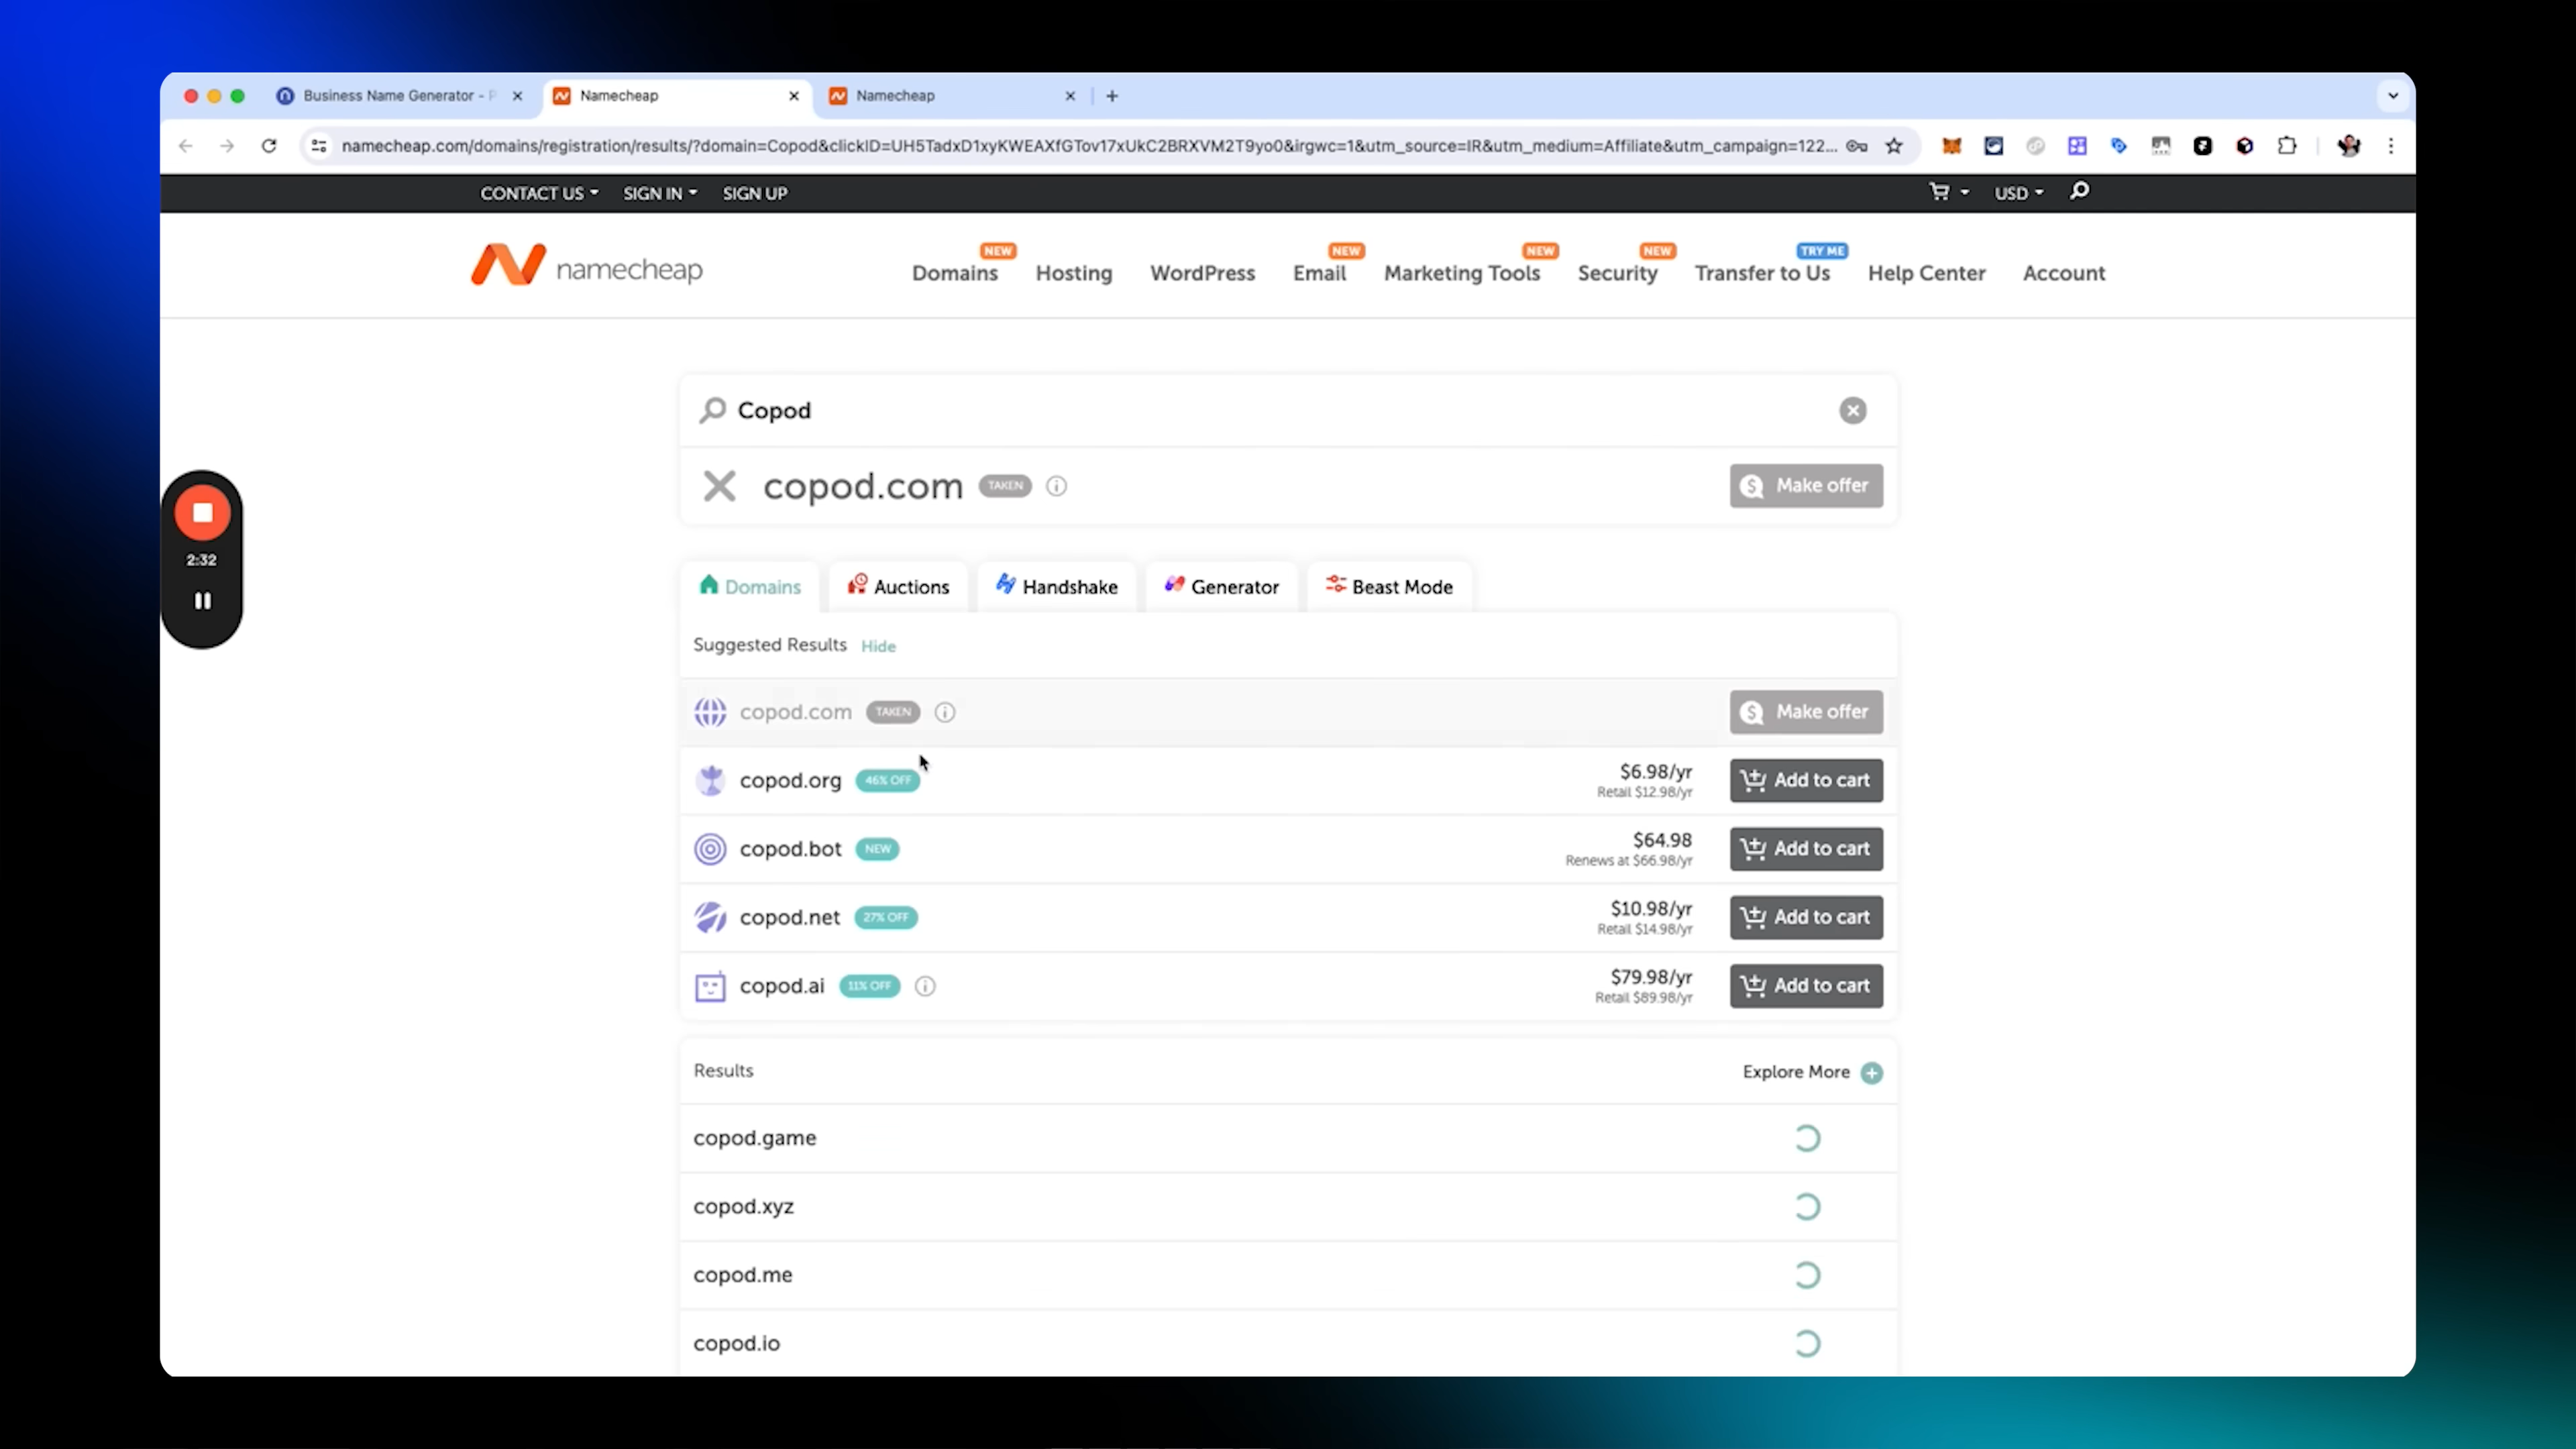 Business Name Generator - P
Namecheap
Namecheap
namecheap.com/domains/registration/results/?domain=Copod&clickID=UH5TadxD1xyKWEAXfGTov17xUkC2BRXVM2T9yo0&irgwc=1&utm_source=IR&utm_medium=Affiliate&utm_campaign=122...
CONTACT US SIGN IN SIGN UP USD
namecheap
NEW NEW NEW NEW TRY ME
Domains Hosting WordPress Email Marketing Tools Security Transfer to Us Help Center Account
Copod
copod.com TAKEN Make offer
2:32
Domains Auctions Handshake Generator Beast Mode
Suggested Results Hide
copod.com TAKEN Make offer
copod.org 46% OFF $6.98/yr Add to cart
Retail $12.98/yr
copod.bot NEW $64.98 Add to cart
Renews at $66.98/yr
copod.net 27% OFF $10.98/yr Add to cart
Retail $14.98/yr
copod.ai 11% OFF $79.98/yr Add to cart
Retail $89.98/yr
Results Explore More
copod.game
copod.xyz
copod.me
copod.io